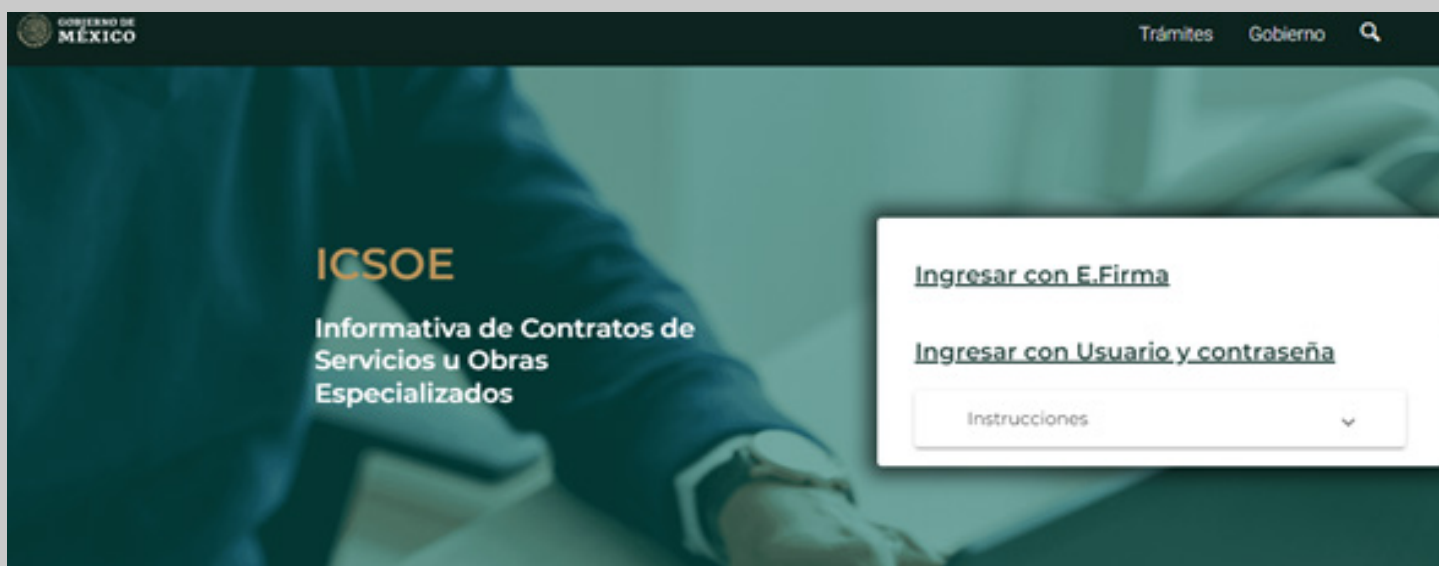 GOBIERNO DE
MÉXICO
Trámites Gobierno
ICSOE
Informativa de Contratos de
Servicios u Obras
Especializados
Ingresar con E.Firma
Ingresar con Usuario y contraseña
Instrucciones